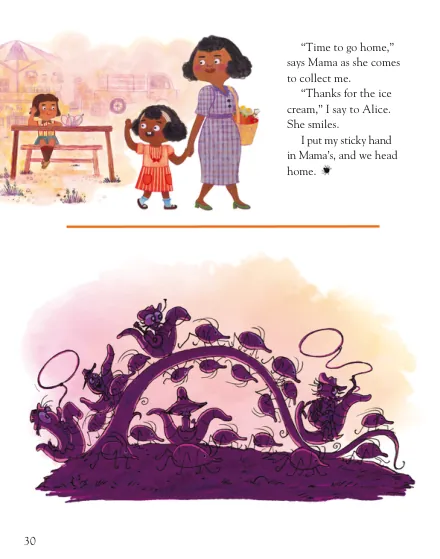 “Time to go home,”
says Mama as she comes
to collect me.
“Thanks for the ice
cream,” I say to Alice.
She smiles.
I put my sticky hand
in Mama’s, and we head
home.
30